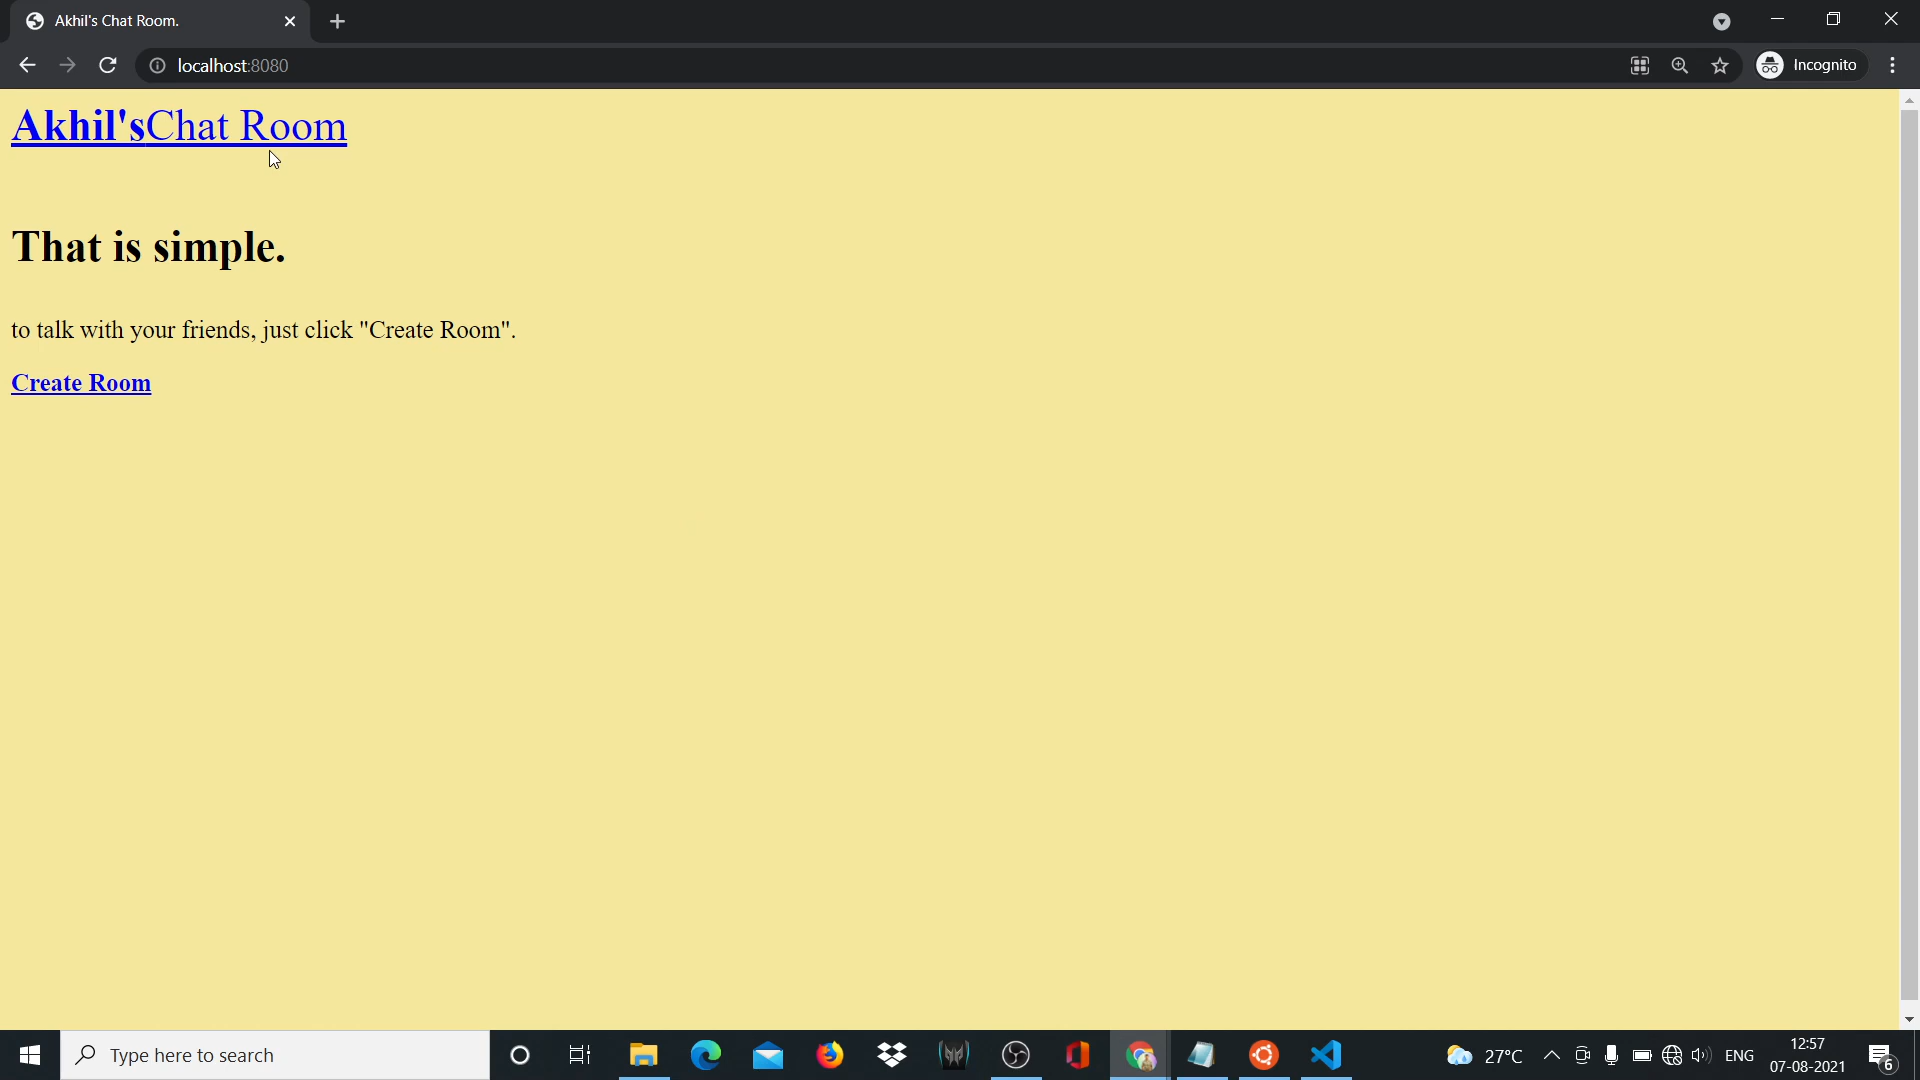 Akhil's Chat Room.
localhost:8080
Incognito
Akhil'sChat Room
That is simple.
to talk with your friends, just click "Create Room".
Create Room
Type here to search
27°C
ENG
12:57
07-08-2021
6